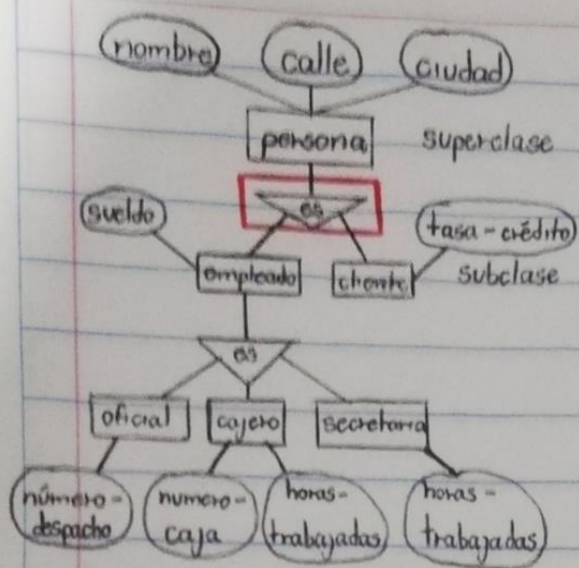 nombre calle ciudad
persona superclase
es
sueldo tasa-crédito
empleado cliente subclase
es
oficial cajero secretaria
número- numero- horas- horas-
despacho caja trabajadas trabajadas